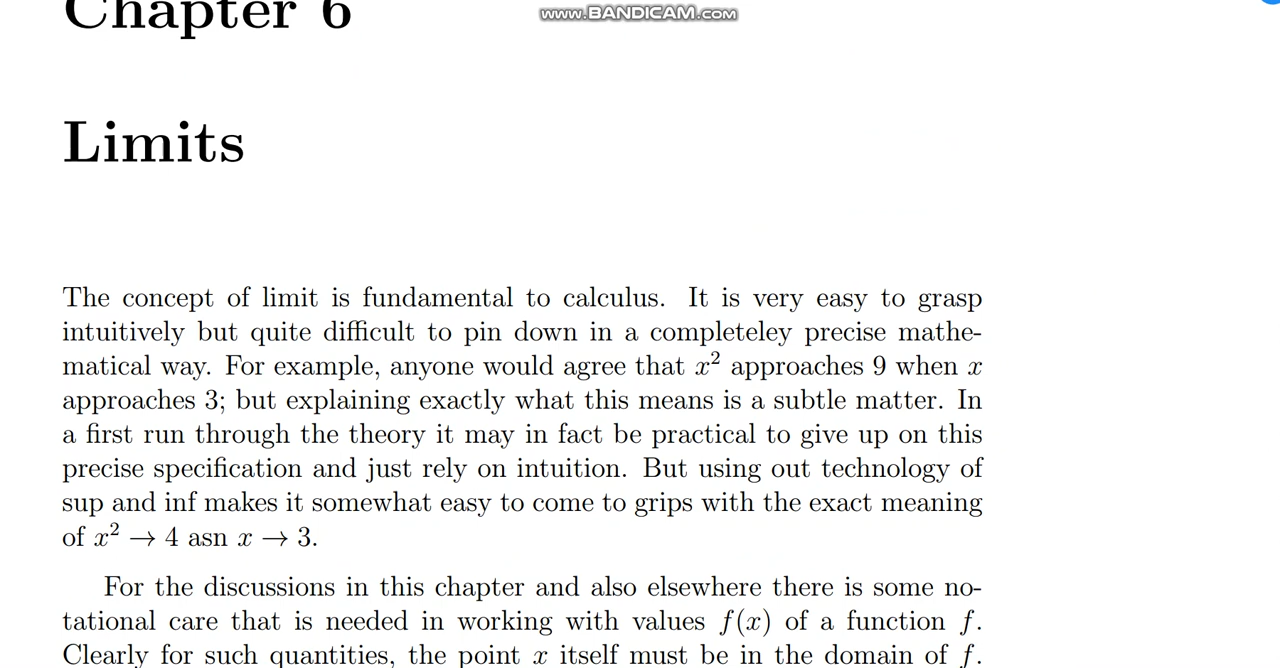 Chapter 6
www.BANDICAM.com
Limits
The concept of limit is fundamental to calculus. It is very easy to grasp
intuitively but quite difficult to pin down in a completeley precise mathe-
matical way. For example, anyone would agree that x² approaches 9 when x
approaches 3; but explaining exactly what this means is a subtle matter. In
a first run through the theory it may in fact be practical to give up on this
precise specification and just rely on intuition. But using out technology of
sup and inf makes it somewhat easy to come to grips with the exact meaning
of x² → 4 asn x → 3.
For the discussions in this chapter and also elsewhere there is some no-
tational care that is needed in working with values f(x) of a function f.
Clearly for such quantities, the point x itself must be in the domain of f.